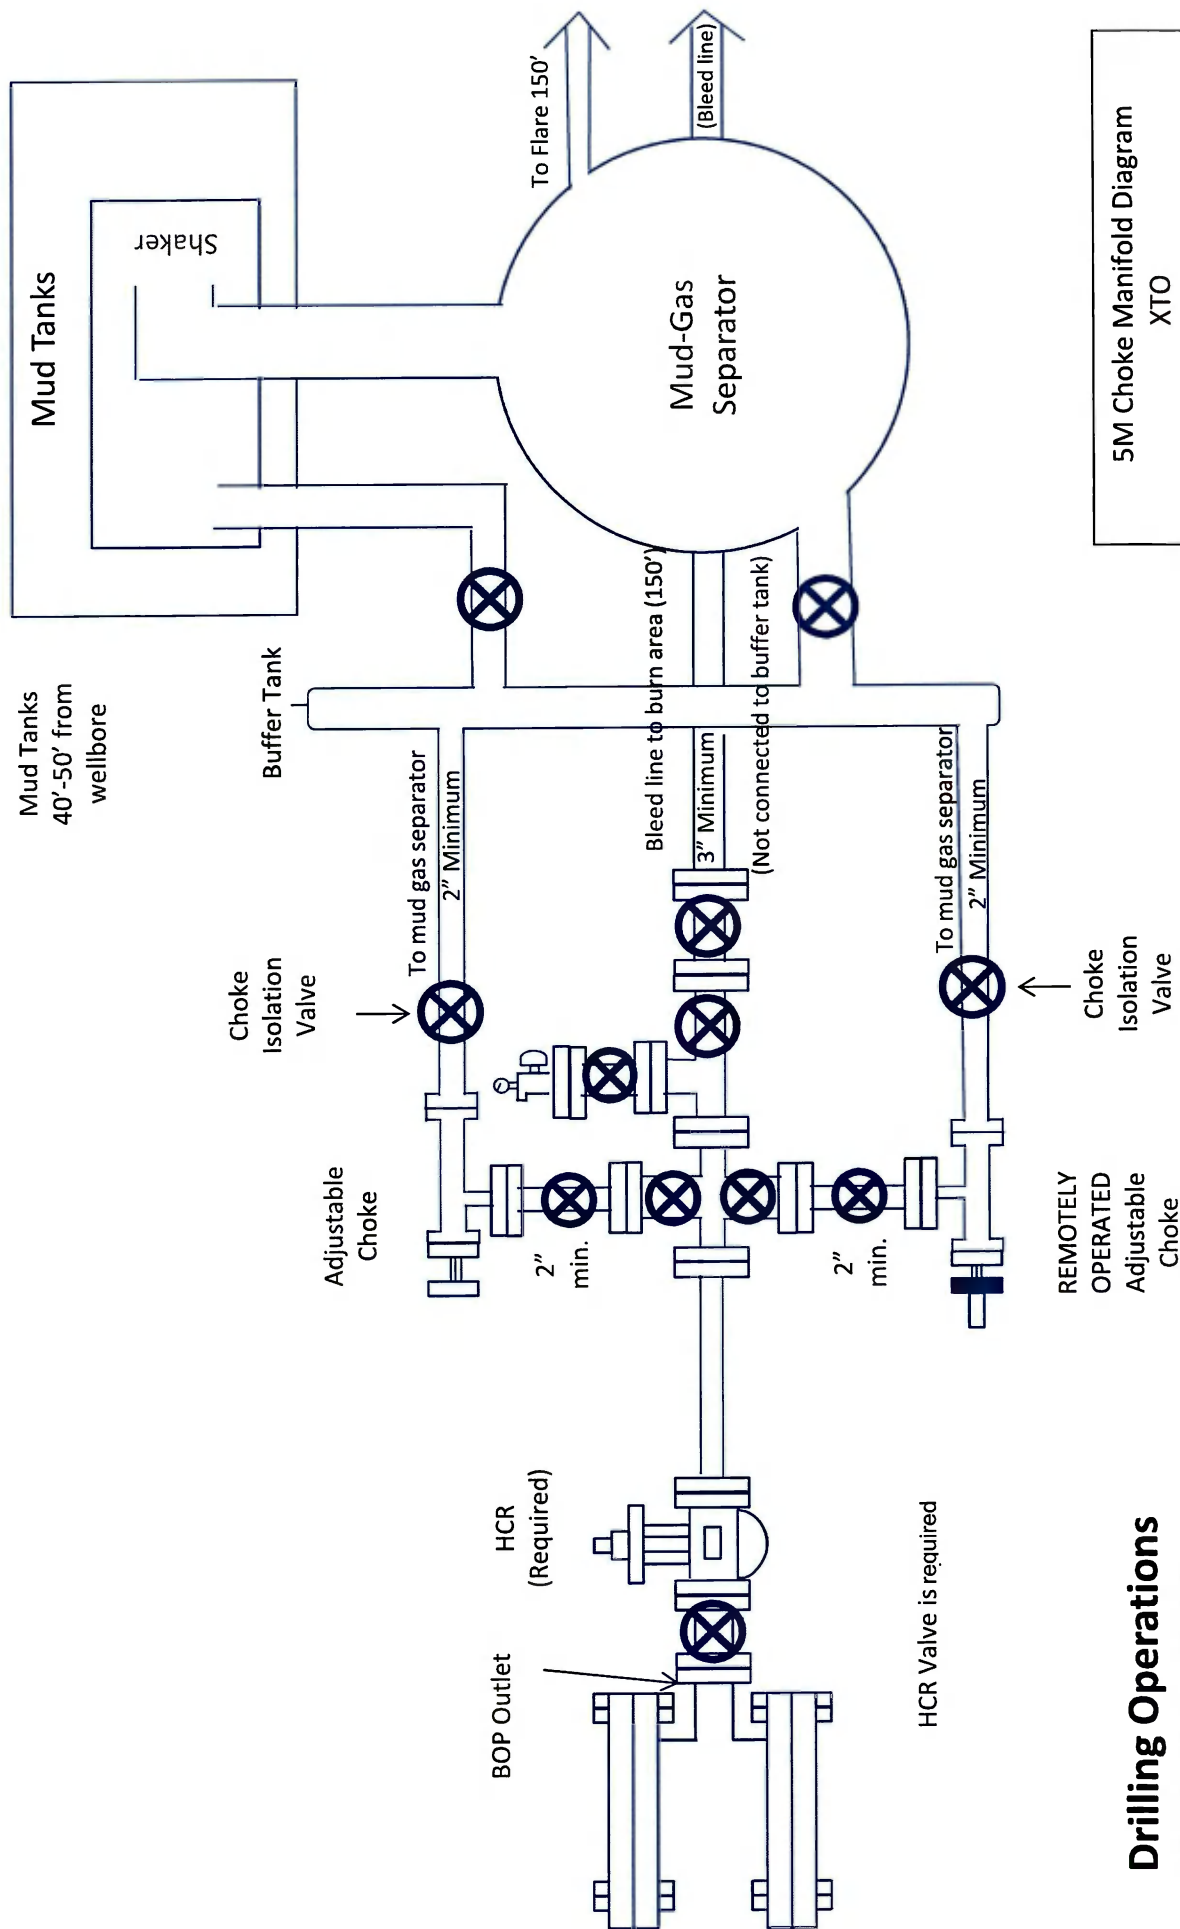 Mud Tanks
40’-50’ from
wellbore
Mud Tanks
Shaker
Buffer Tank
To Flare 150’
(Bleed line)
Mud-Gas
Separator
Choke
Isolation
Valve
To mud gas separator
2” Minimum
Bleed line to burn area (150’)
3” Minimum
(Not connected to buffer tank)
To mud gas separator
2” Minimum
Choke
Isolation
Valve
Adjustable
Choke
2”
min.
2”
min.
REMOTELY
OPERATED
Adjustable
Choke
HCR
(Required)
BOP Outlet
HCR Valve is required
Drilling Operations
5M Choke Manifold Diagram
XTO